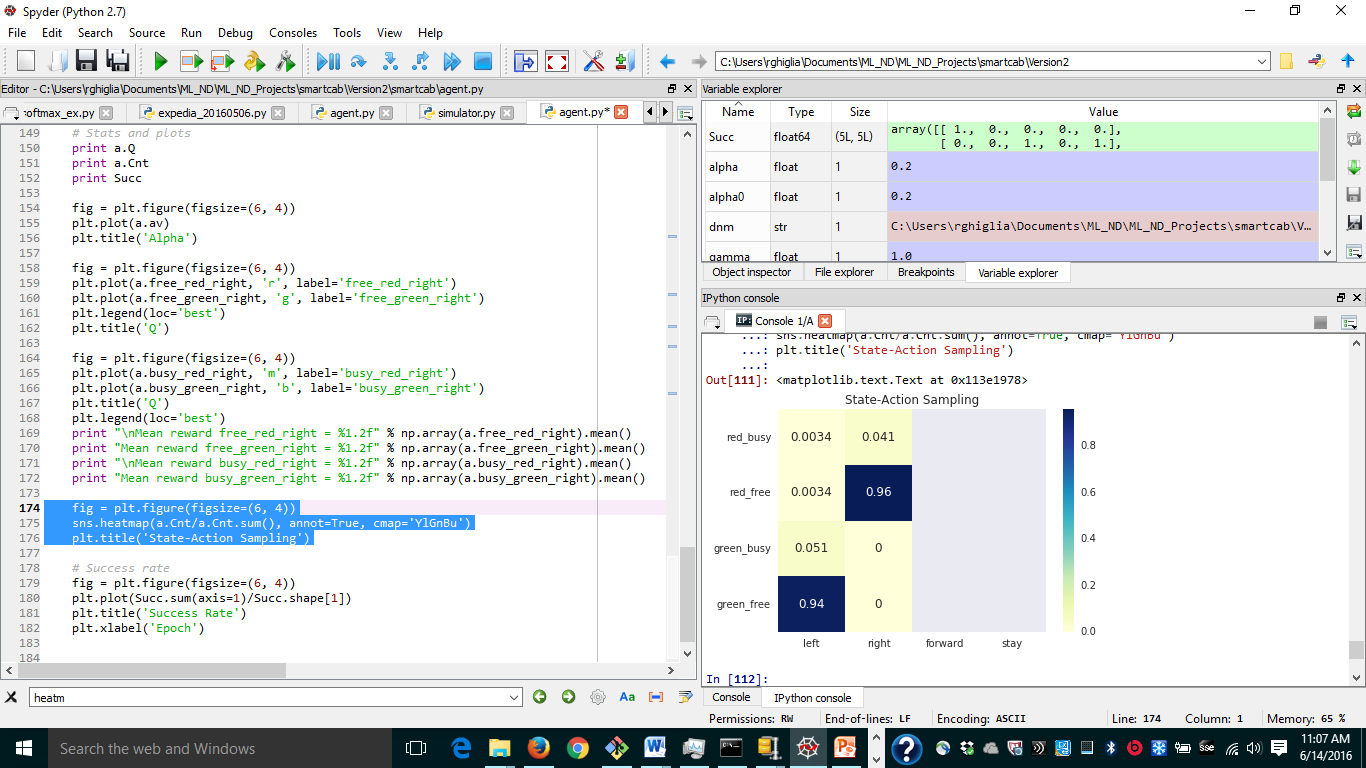 Spyder (Python 2.7)
File Edit Search Source Run Debug Consoles Tools View Help
C:\Users\rghiglia\Documents\ML_ND\ML_ND_Projects\smartcab\Version2
Editor - C:\Users\rghiglia\Documents\ML_ND\ML_ND_Projects\smartcab\Version2\smartcab\agent.py
oftmax_ex.py expedia_20160506.py agent.py simulator.py agent.py*
149 # Stats and plots
150 print a.Q
151 print a.Cnt
152 print Succ
153
154 fig = plt.figure(figsize=(6, 4))
155 plt.plot(a.av)
156 plt.title('Alpha')
157
158 fig = plt.figure(figsize=(6, 4))
159 plt.plot(a.free_red_right, 'r', label='free_red_right')
160 plt.plot(a.free_green_right, 'g', label='free_green_right')
161 plt.legend(loc='best')
162 plt.title('Q')
163
164 fig = plt.figure(figsize=(6, 4))
165 plt.plot(a.busy_red_right, 'm', label='busy_red_right')
166 plt.plot(a.busy_green_right, 'b', label='busy_green_right')
167 plt.title('Q')
168 plt.legend(loc='best')
169 print "\nMean reward free_red_right = %1.2f" % np.array(a.free_red_right).mean()
170 print "Mean reward free_green_right = %1.2f" % np.array(a.free_green_right).mean()
171 print "\nMean reward busy_red_right = %1.2f" % np.array(a.busy_red_right).mean()
172 print "Mean reward busy_green_right = %1.2f" % np.array(a.busy_green_right).mean()
173
174 fig = plt.figure(figsize=(6, 4))
175 sns.heatmap(a.Cnt/a.Cnt.sum(), annot=True, cmap='YlGnBu')
176 plt.title('State-Action Sampling')
177
178 # Success rate
179 fig = plt.figure(figsize=(6, 4))
180 plt.plot(Succ.sum(axis=1)/Succ.shape[1])
181 plt.title('Success Rate')
182 plt.xlabel('Epoch')
183
184
heatm
Aa
Variable explorer
Name Type Size Value
Succ float64 (5L, 5L) array([[ 1., 0., 0., 0., 0.],
[ 0., 0., 1., 0., 1.],
alpha float 1 0.2
alpha0 float 1 0.2
dnm str 1 C:\Users\rghiglia\Documents\ML_ND\ML_ND_Projects\smartcab\V...
gamma float 1 1.0
Object inspector File explorer Breakpoints Variable explorer
IPython console
IP: Console 1/A
...: sns.heatmap(a.Cnt/a.Cnt.sum(), annot=True, cmap='YlGnBu')
...: plt.title('State-Action Sampling')
...:
Out[111]: <matplotlib.text.Text at 0x113e1978>
State-Action Sampling
red_busy 0.0034 0.041
red_free 0.0034 0.96
green_busy 0.051 0
green_free 0.94 0
left right forward stay
0.8
0.6
0.4
0.2
0.0
In [112]:
Console IPython console
Permissions: RW End-of-lines: LF Encoding: ASCII Line: 174 Column: 1 Memory: 65 %
Search the web and Windows
sse
11:07 AM
6/14/2016